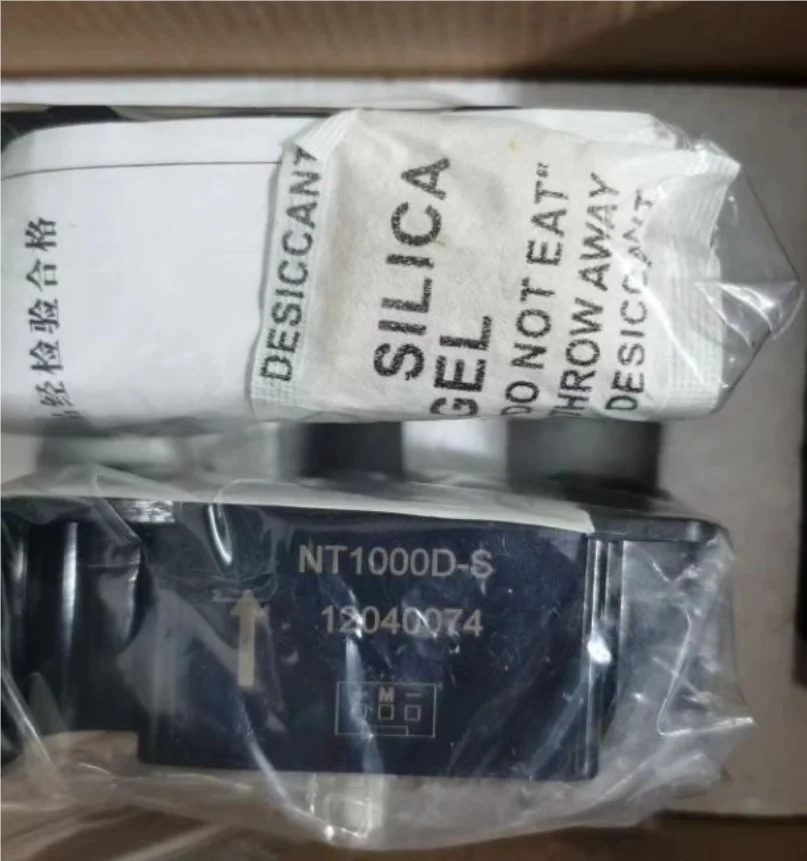 经检验合格
DESICCANT
SILICA
GEL
DO NOT EAT"
THROW AWAY
DESICCANT
NT1000D-S
12040074
M